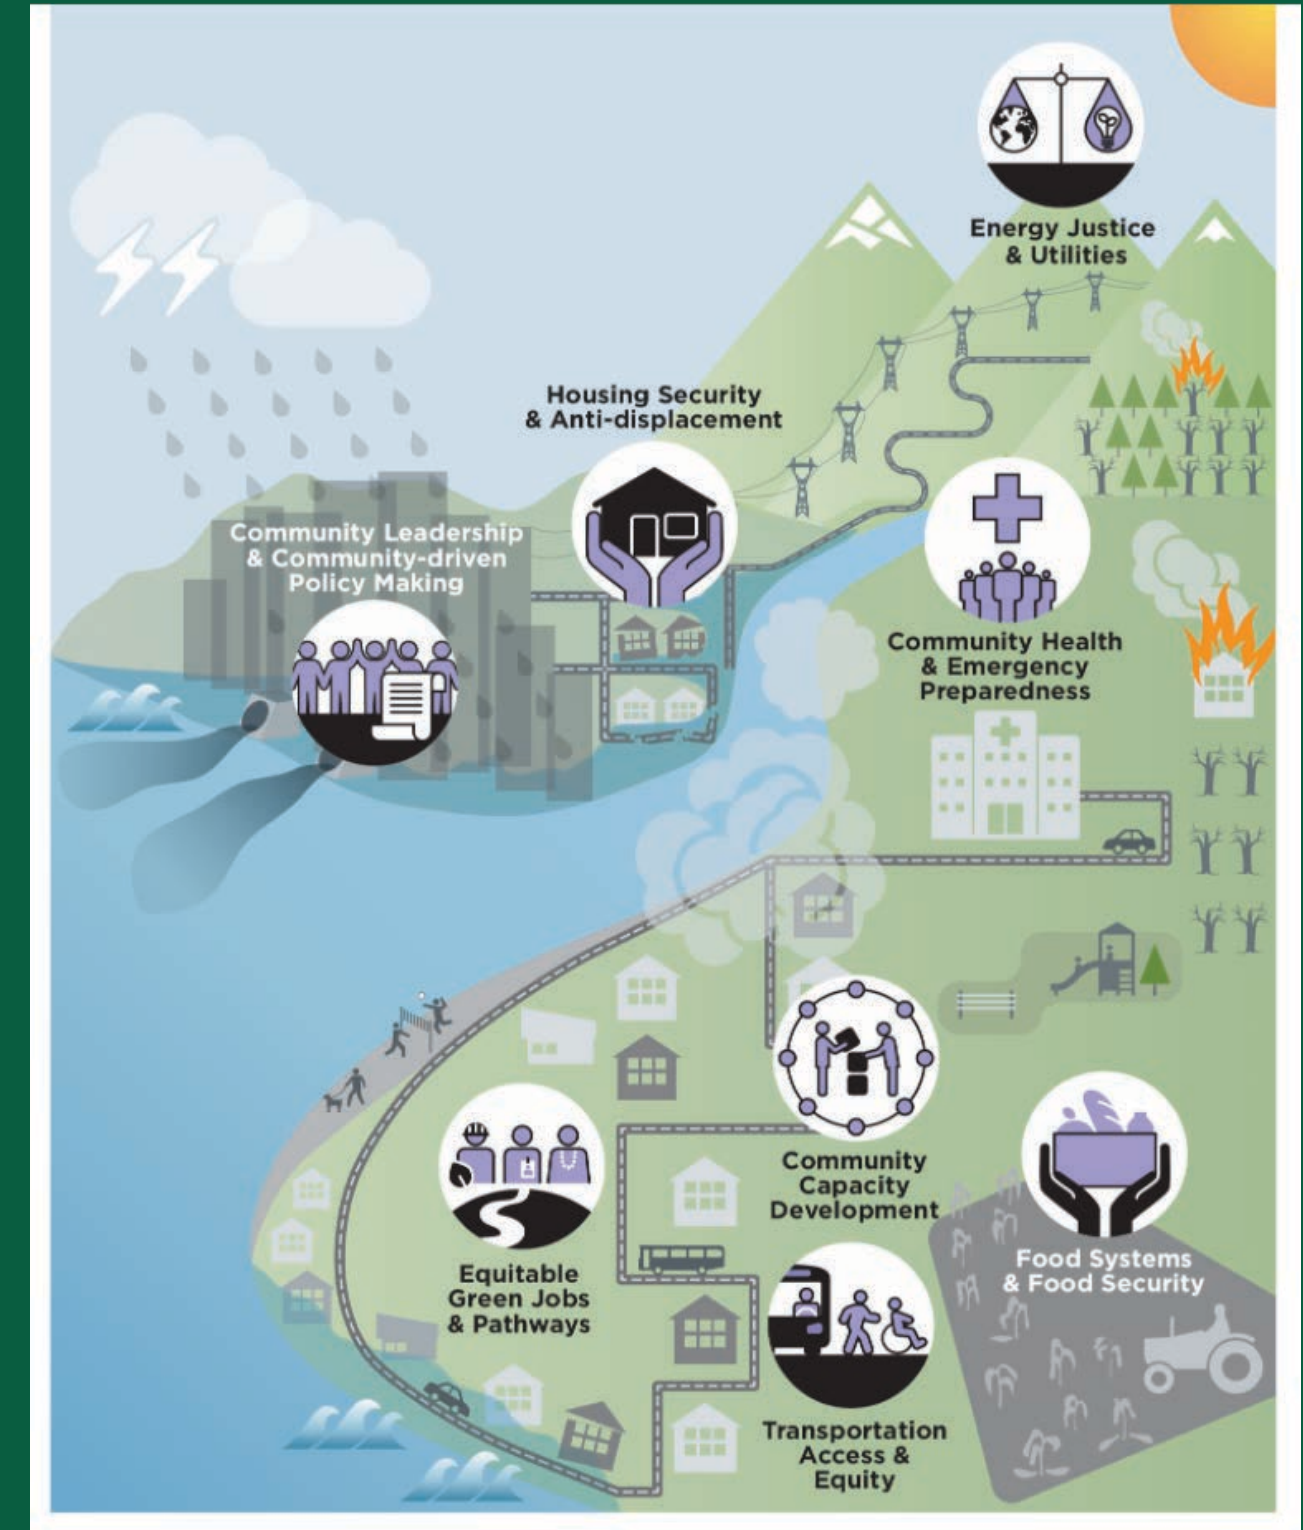 Energy Justice
& Utilities
Housing Security
& Anti-displacement
Community Leadership
& Community-driven
Policy Making
Community Health
& Emergency
Preparedness
Community
Capacity
Development
Equitable
Green Jobs
& Pathways
Food Systems
& Food Security
Transportation
Access &
Equity